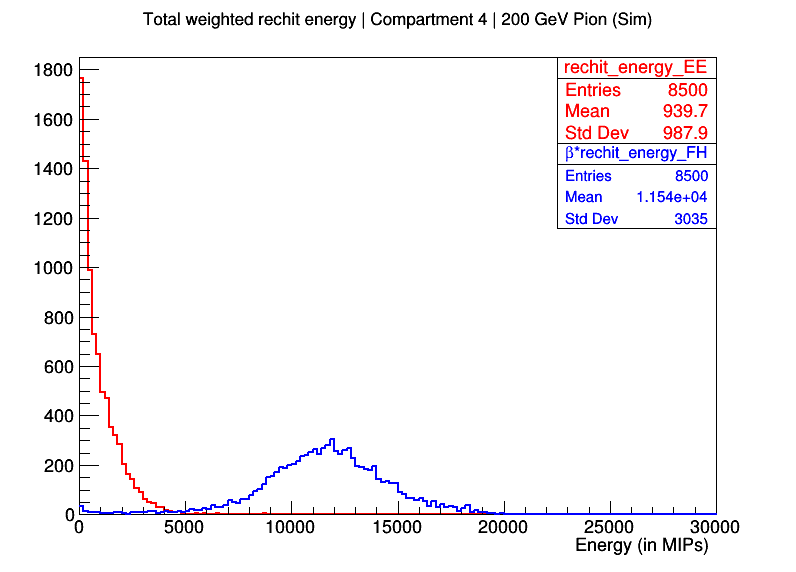 Total weighted rechit energy | Compartment 4 | 200 GeV Pion (Sim)
rechit_energy_EE
Entries 8500
Mean 939.7
Std Dev 987.9
β*rechit_energy_FH
Entries 8500
Mean 1.154e+04
Std Dev 3035
1800
1600
1400
1200
1000
800
600
400
200
0
0 5000 10000 15000 20000 25000 30000
Energy (in MIPs)